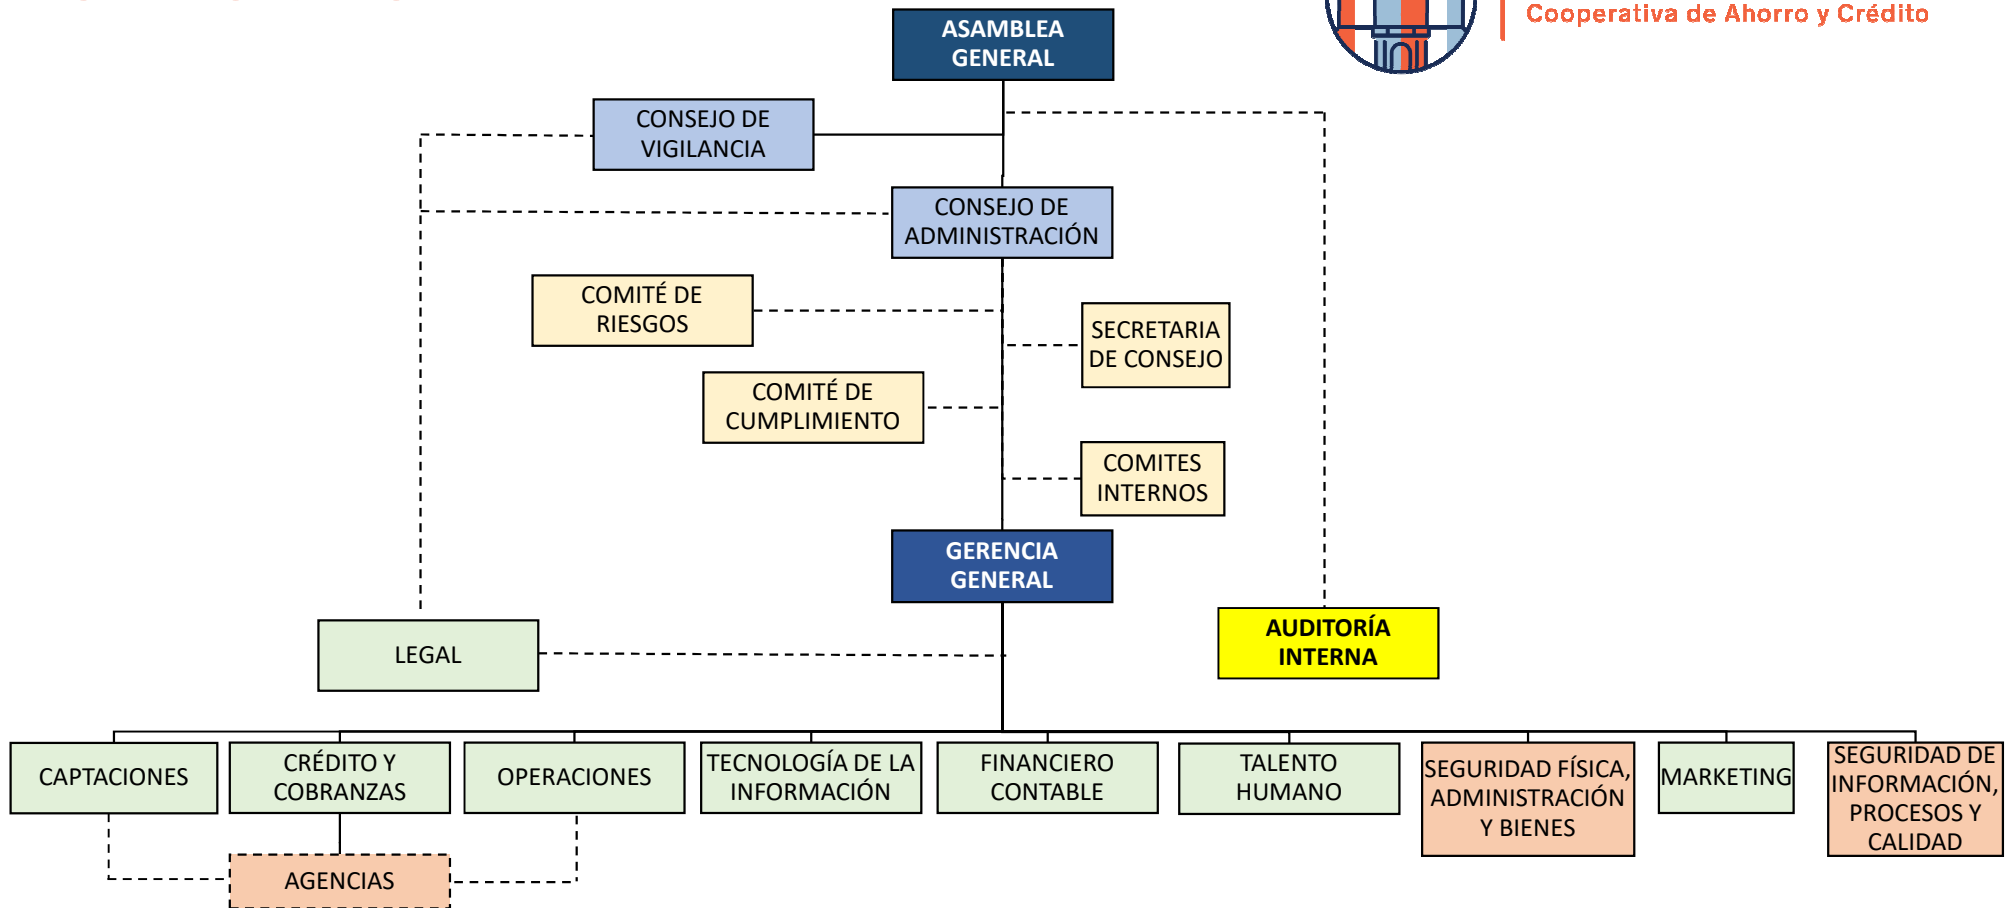 Cooperativa de Ahorro y Crédito
ASAMBLEA
GENERAL
CONSEJO DE
VIGILANCIA
CONSEJO DE
ADMINISTRACIÓN
COMITÉ DE
RIESGOS
SECRETARIA
DE CONSEJO
COMITÉ DE
CUMPLIMIENTO
COMITES
INTERNOS
GERENCIA
GENERAL
LEGAL
AUDITORÍA
INTERNA
CAPTACIONES
CRÉDITO Y
COBRANZAS
OPERACIONES
TECNOLOGÍA DE LA
INFORMACIÓN
FINANCIERO
CONTABLE
TALENTO
HUMANO
SEGURIDAD FÍSICA,
ADMINISTRACIÓN
Y BIENES
MARKETING
SEGURIDAD DE
INFORMACIÓN,
PROCESOS Y
CALIDAD
AGENCIAS